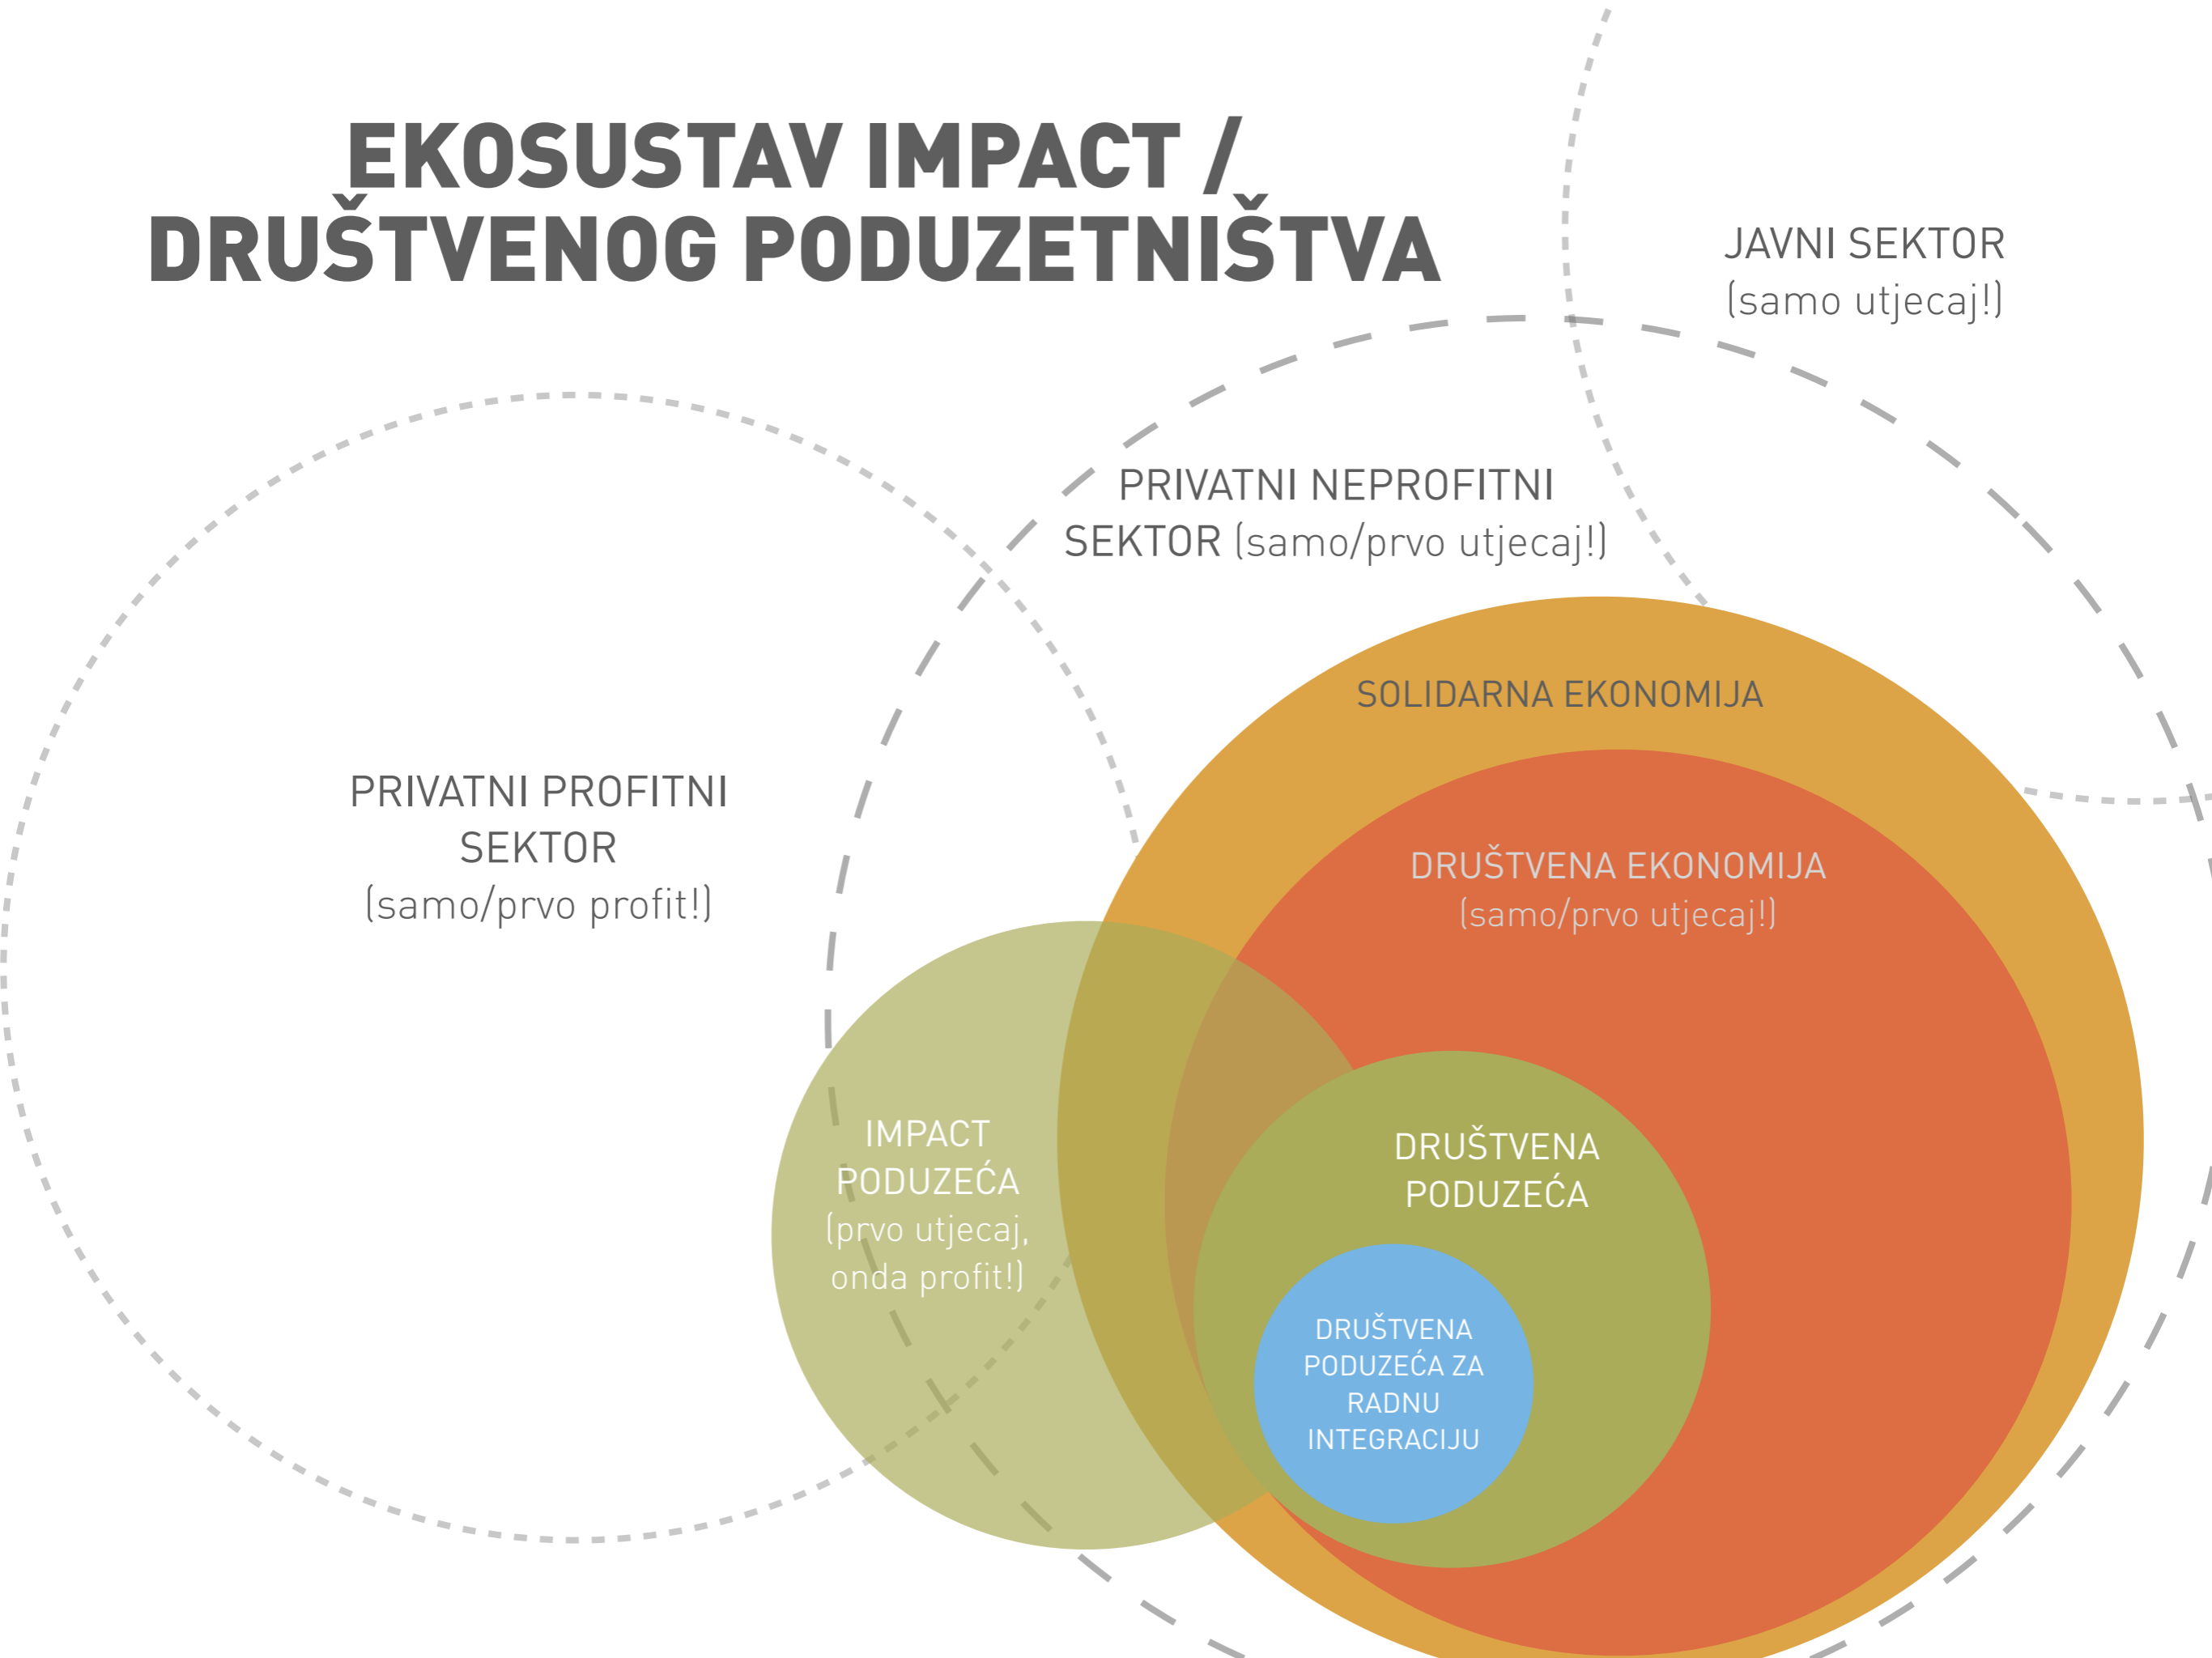 EKOSUSTAV IMPACT /
DRUŠTVENOG PODUZETNIŠTVA
JAVNI SEKTOR
(samo utjecaj!)
PRIVATNI NEPROFITNI
SEKTOR (samo/prvo utjecaj!)
SOLIDARNA EKONOMIJA
PRIVATNI PROFITNI
SEKTOR
(samo/prvo profit!)
DRUŠTVENA EKONOMIJA
(samo/prvo utjecaj!)
IMPACT
PODUZEĆA
(prvo utjecaj,
onda profit!)
DRUŠTVENA
PODUZEĆA
DRUŠTVENA
PODUZEĆA ZA
RADNU
INTEGRACIJU